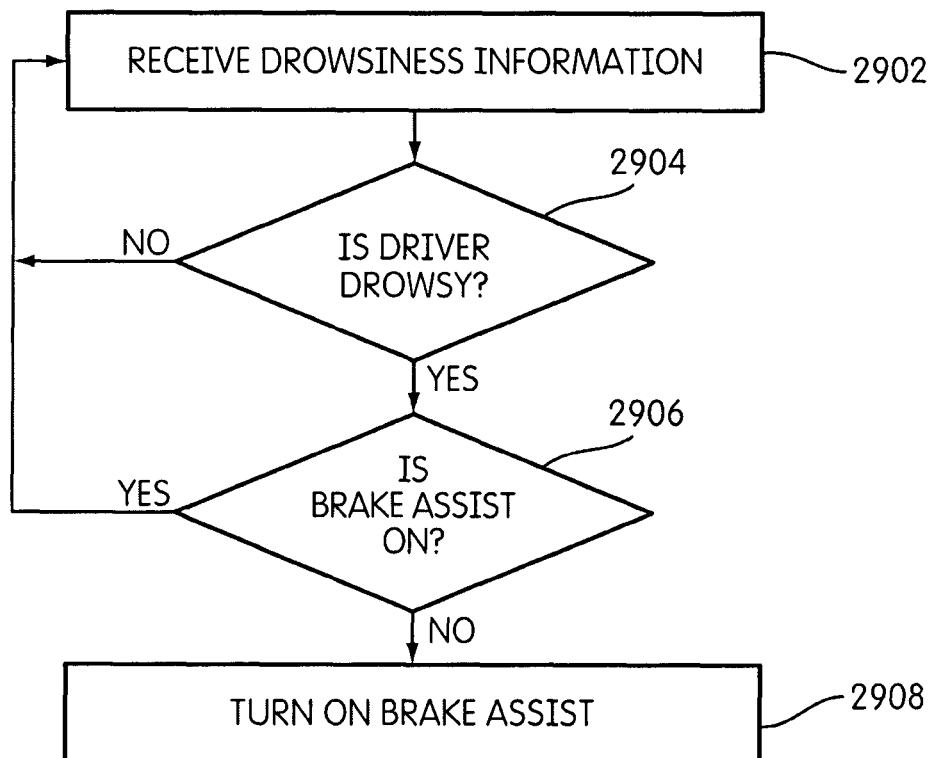 RECEIVE DROWSINESS INFORMATION
2902
2904
IS DRIVER
DROWSY?
NO
YES
2906
IS
BRAKE ASSIST
ON?
YES
NO
TURN ON BRAKE ASSIST
2908